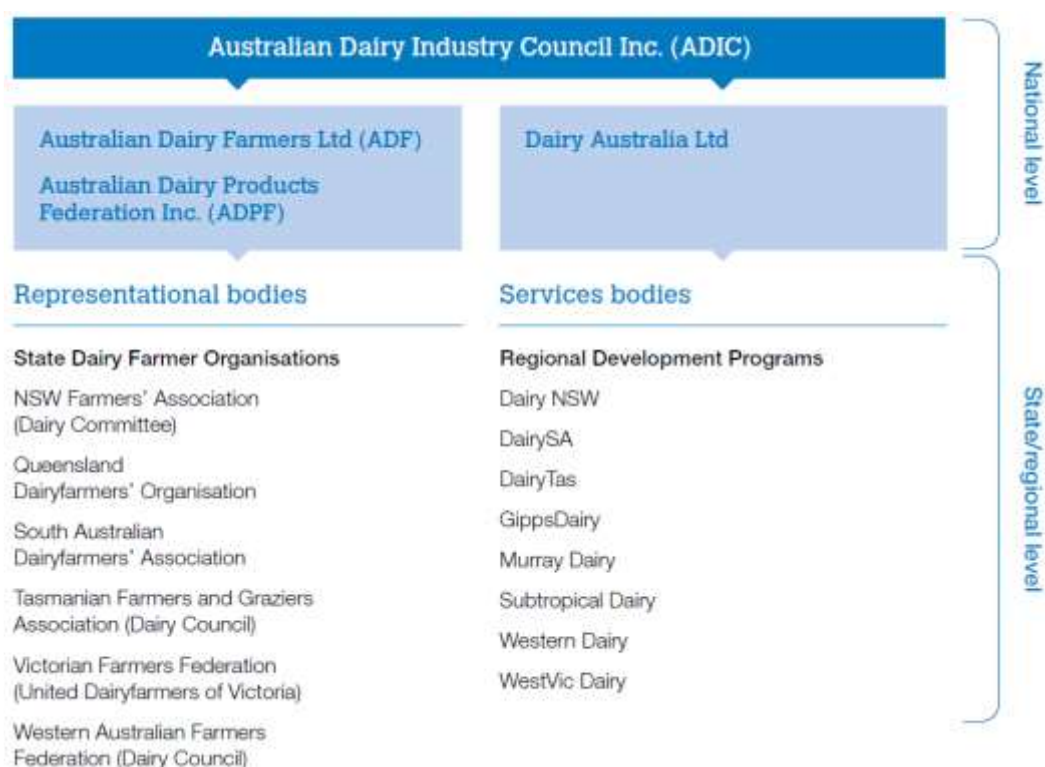 Australian Dairy Industry Council Inc. (ADIC)
Australian Dairy Farmers Ltd (ADF)
Australian Dairy Products
Federation Inc. (ADPF)
Dairy Australia Ltd
National level
Representational bodies
State Dairy Farmer Organisations
NSW Farmers' Association
(Dairy Committee)
Queensland
Dairyfarmers' Organisation
South Australian
Dairyfarmers' Association
Tasmanian Farmers and Graziers
Association (Dairy Council)
Victorian Farmers Federation
(United Dairyfarmers of Victoria)
Western Australian Farmers
Federation (Dairy Council)
Services bodies
Regional Development Programs
Dairy NSW
DairySA
DairyTas
GippsDairy
Murray Dairy
Subtropical Dairy
Western Dairy
WestVic Dairy
State/regional level